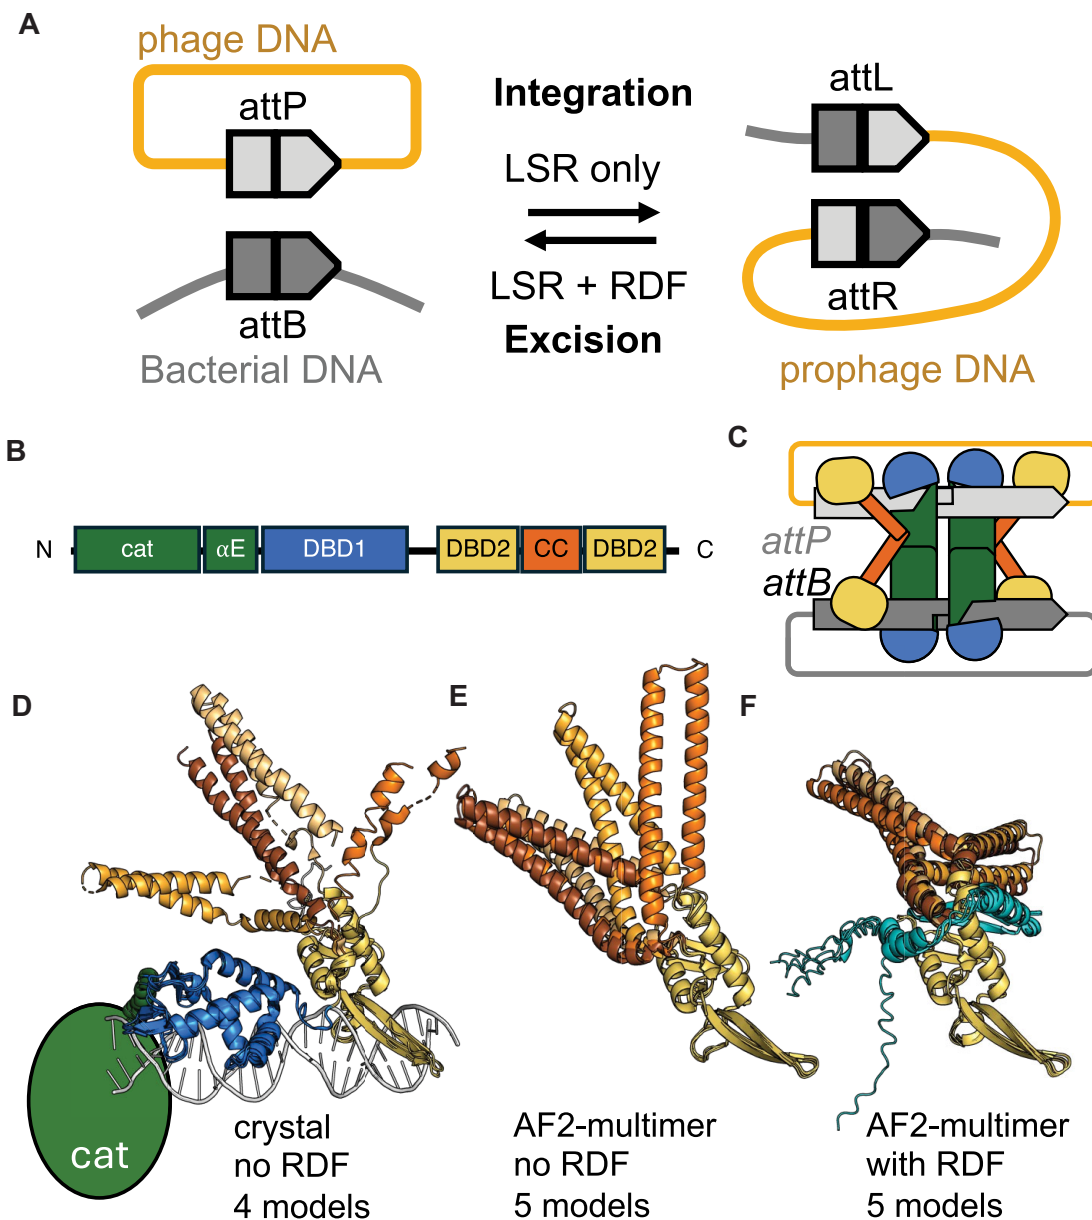 A
phage DNA
attP
attB
Bacterial DNA
Integration
LSR only
LSR + RDF
Excision
attL
attR
prophage DNA
B
N cat αE DBD1 DBD2 CC DBD2 C
C
attP
attB
D
cat
crystal
no RDF
4 models
E
AF2-multimer
no RDF
5 models
F
AF2-multimer
with RDF
5 models